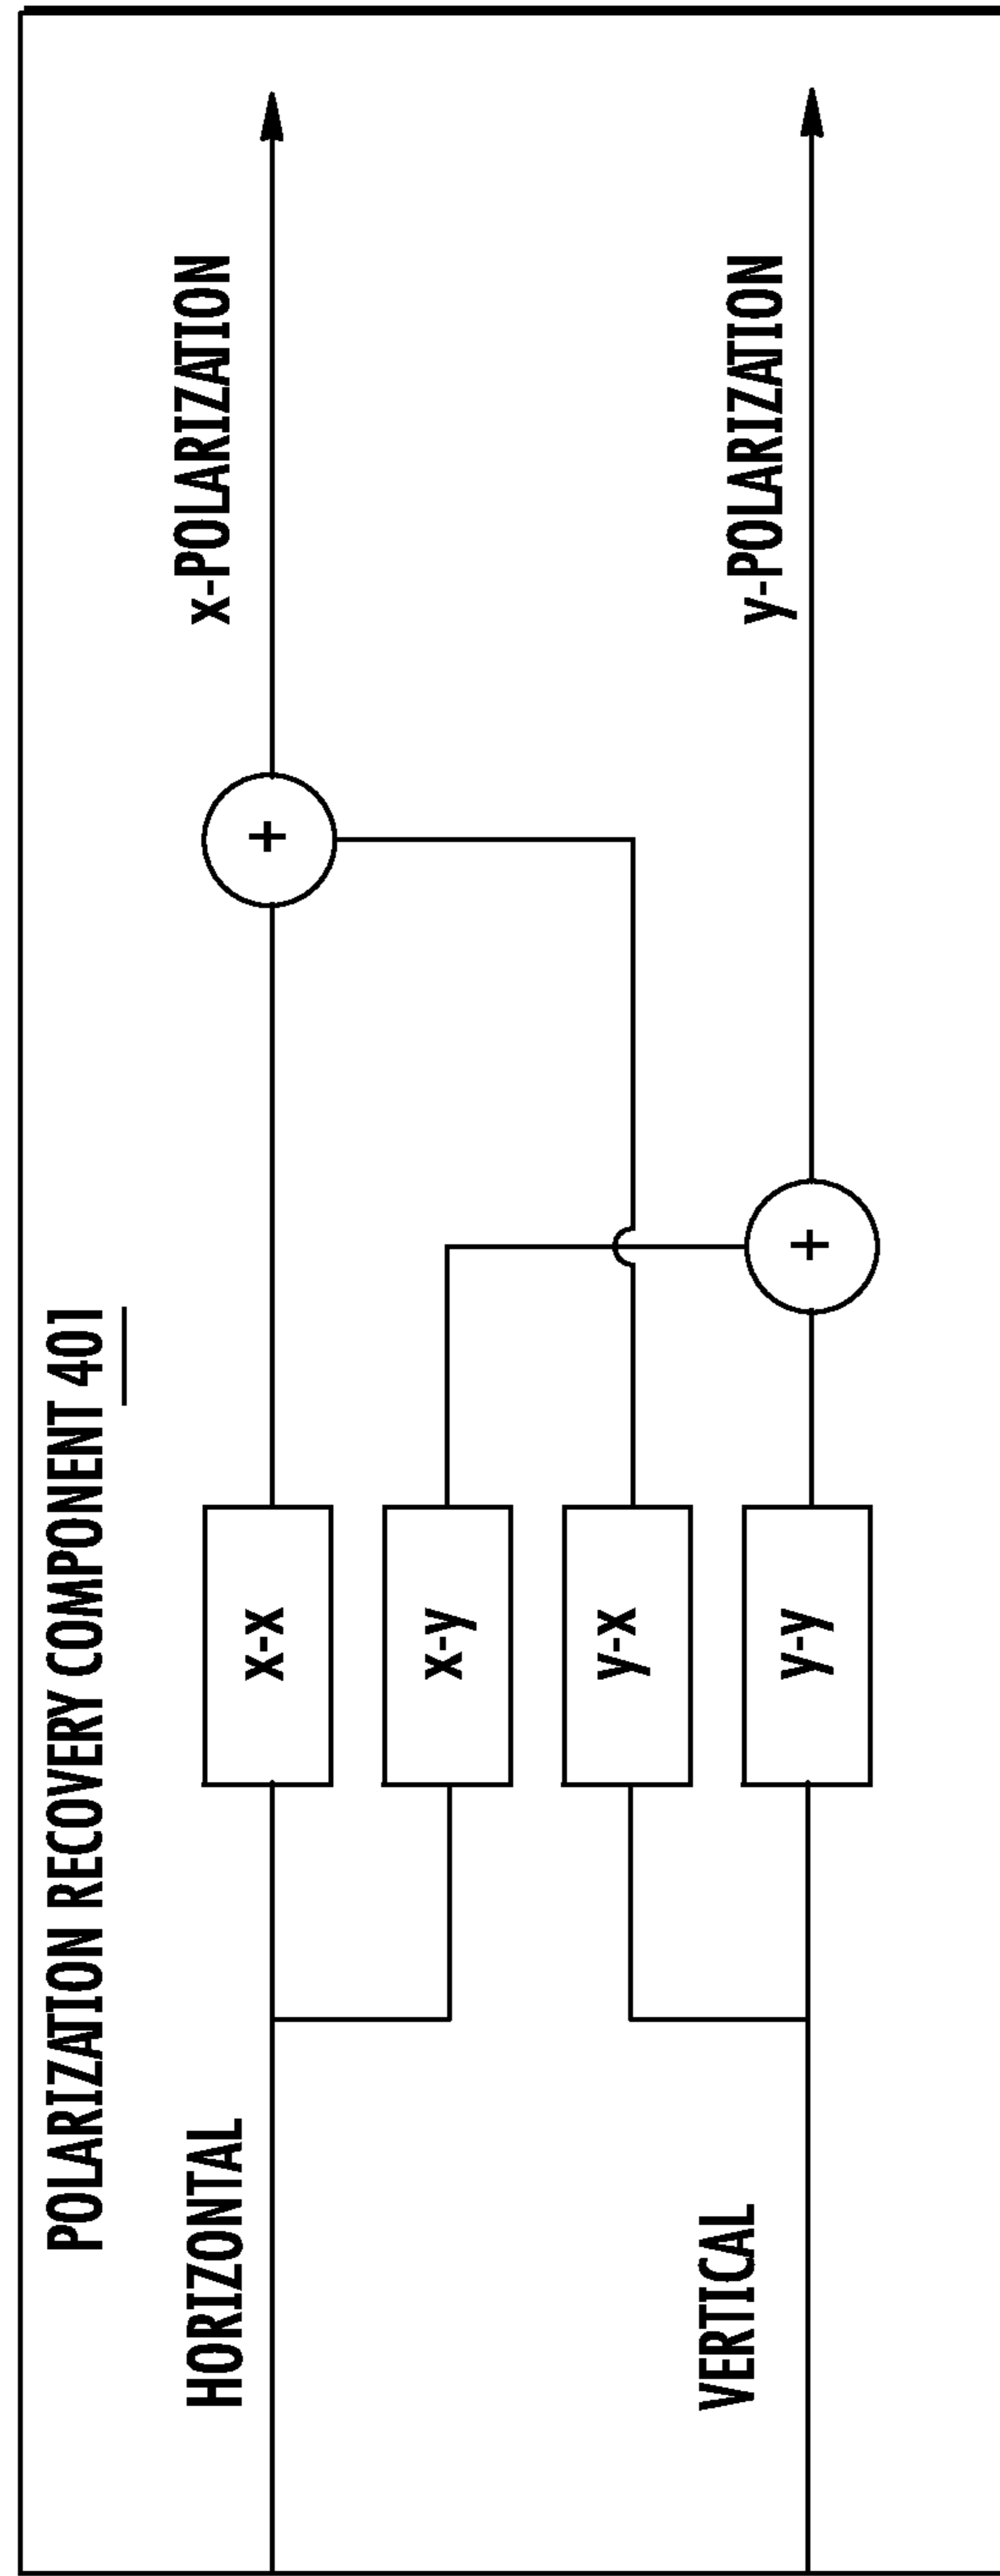 POLARIZATION RECOVERY COMPONENT 401
HORIZONTAL
x-POLARIZATION
x-x
+
x-y
y-x
VERTICAL
y-POLARIZATION
y-y
+